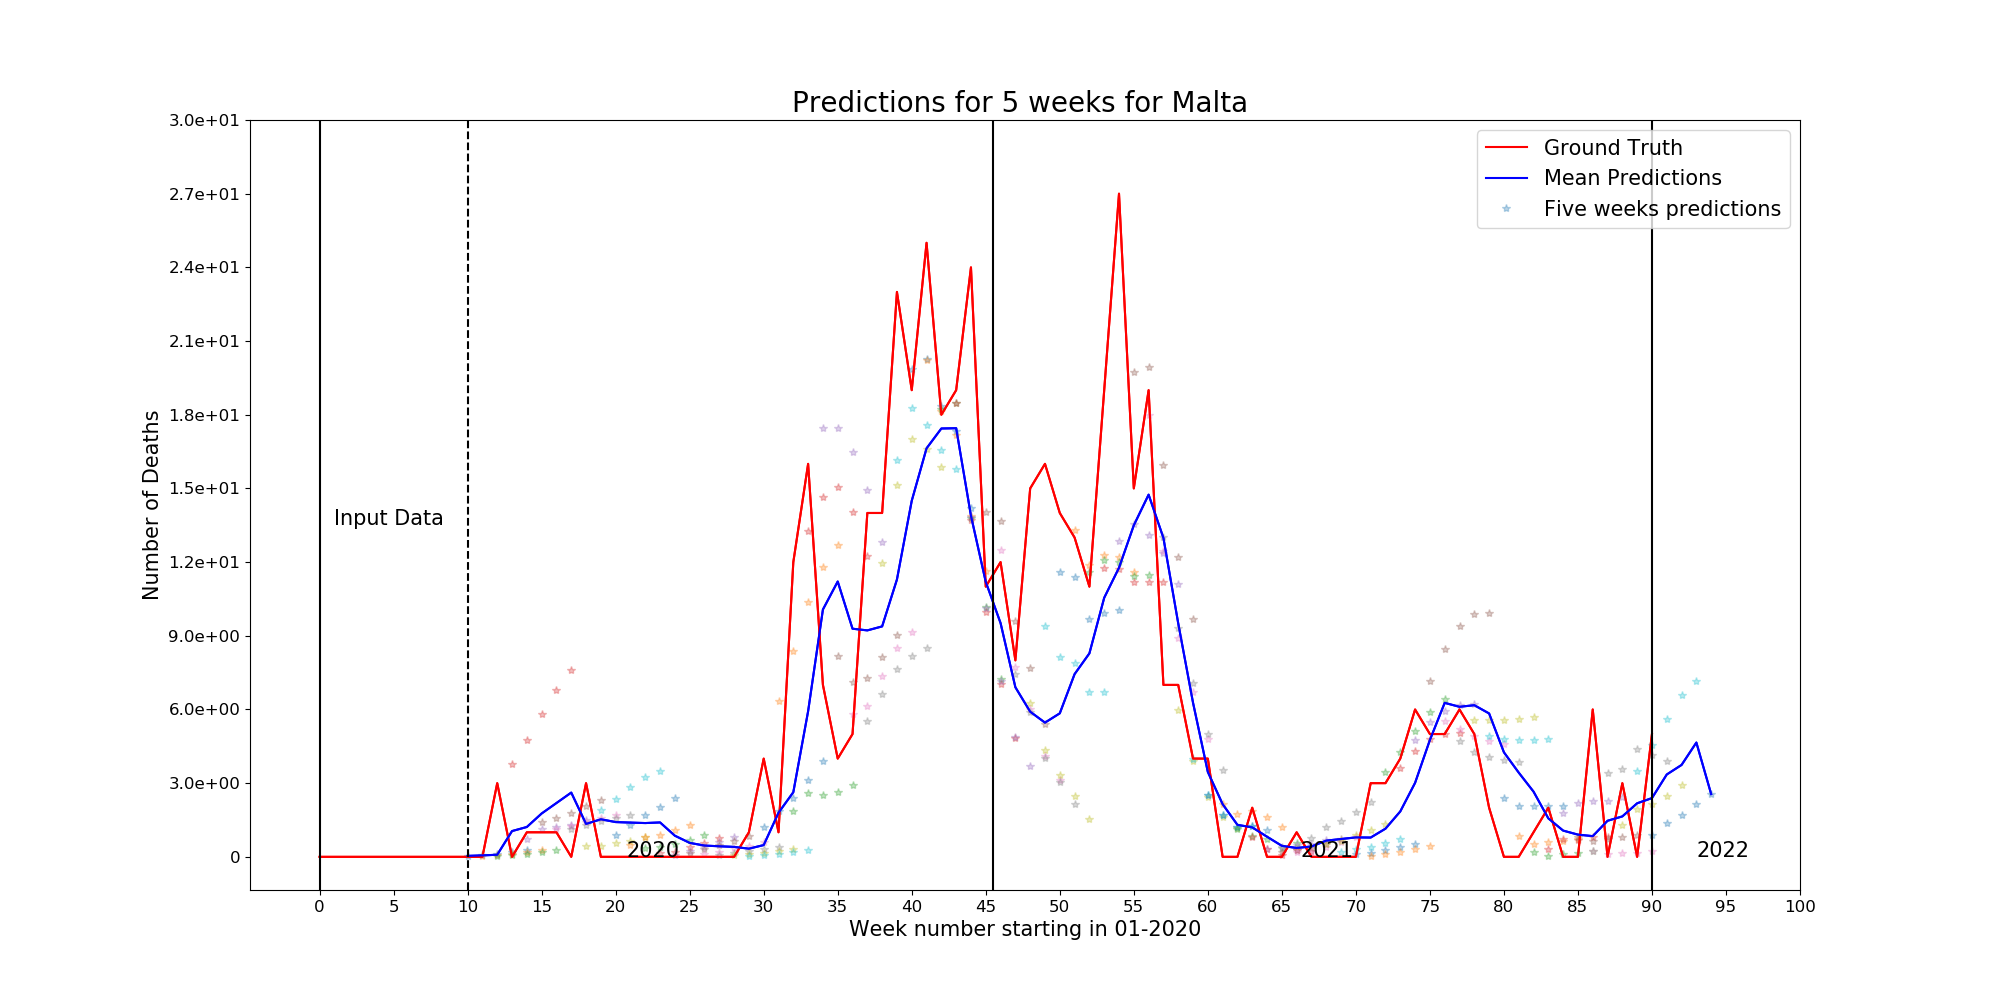 Predictions for 5 weeks for Malta
3.0e+01
2.7e+01
2.4e+01
2.1e+01
1.8e+01
1.5e+01
1.2e+01
9.0e+00
6.0e+00
3.0e+00
0
Number of Deaths
Ground Truth
Mean Predictions
Five weeks predictions
Input Data
2020
2021
2022
0 5 10 15 20 25 30 35 40 45 50 55 60 65 70 75 80 85 90 95 100
Week number starting in 01-2020